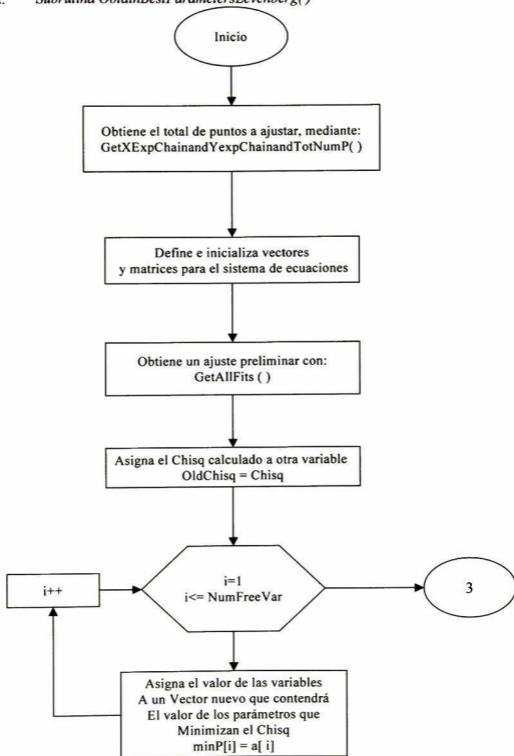 Subrutina ObtainBestParametersLevenberg( )
Inicio
Obtiene el total de puntos a ajustar, mediante:
GetXExpChainandYexpChainandTotNumP( )
Define e inicializa vectores
y matrices para el sistema de ecuaciones
Obtiene un ajuste preliminar con:
GetAllFits ( )
Asigna el Chisq calculado a otra variable
OldChisq = Chisq
i++
i=1
i<= NumFreeVar
3
Asigna el valor de las variables
A un Vector nuevo que contendrá
El valor de los parámetros que
Minimizan el Chisq
minP[i] = a[ i]